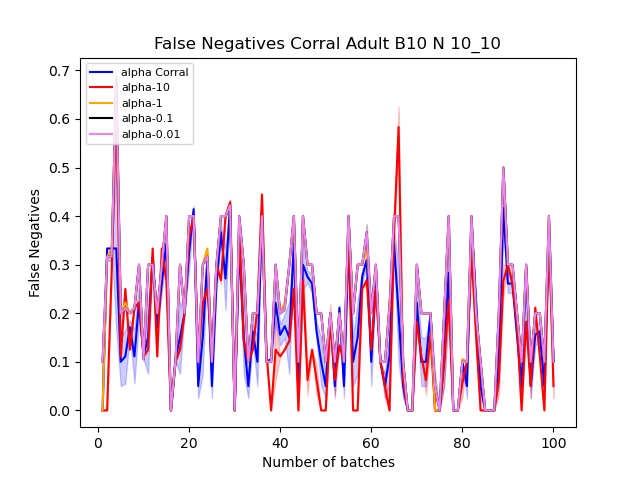 False Negatives Corral Adult B10 N 10_10
alpha Corral
alpha-10
alpha-1
alpha-0.1
alpha-0.01
False Negatives
0.7
0.6
0.5
0.4
0.3
0.2
0.1
0.0
0
20
40
60
80
100
Number of batches